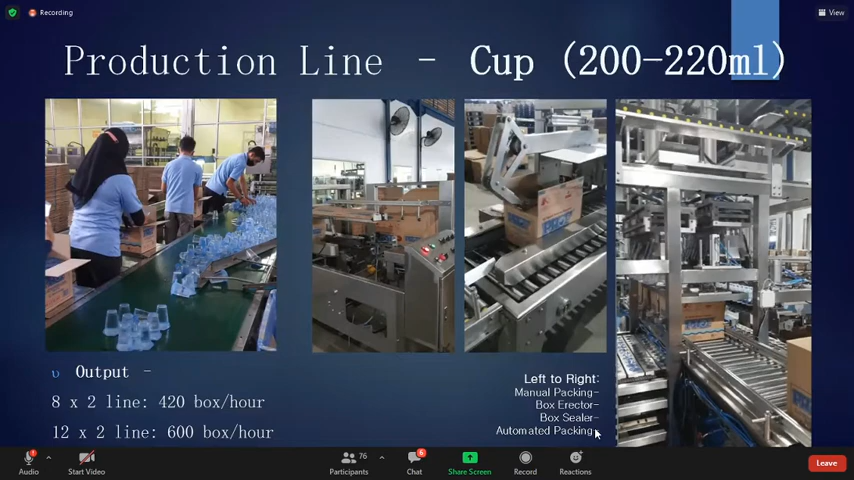 Recording
View
Production Line - Cup (200-220ml)
υ Output -
8 x 2 line: 420 box/hour
12 x 2 line: 600 box/hour
Left to Right:
Manual Packing-
Box Erector-
Box Sealer-
Automated Packing-
Audio
Start Video
76
Participants
6
Chat
Share Screen
Record
Reactions
Leave